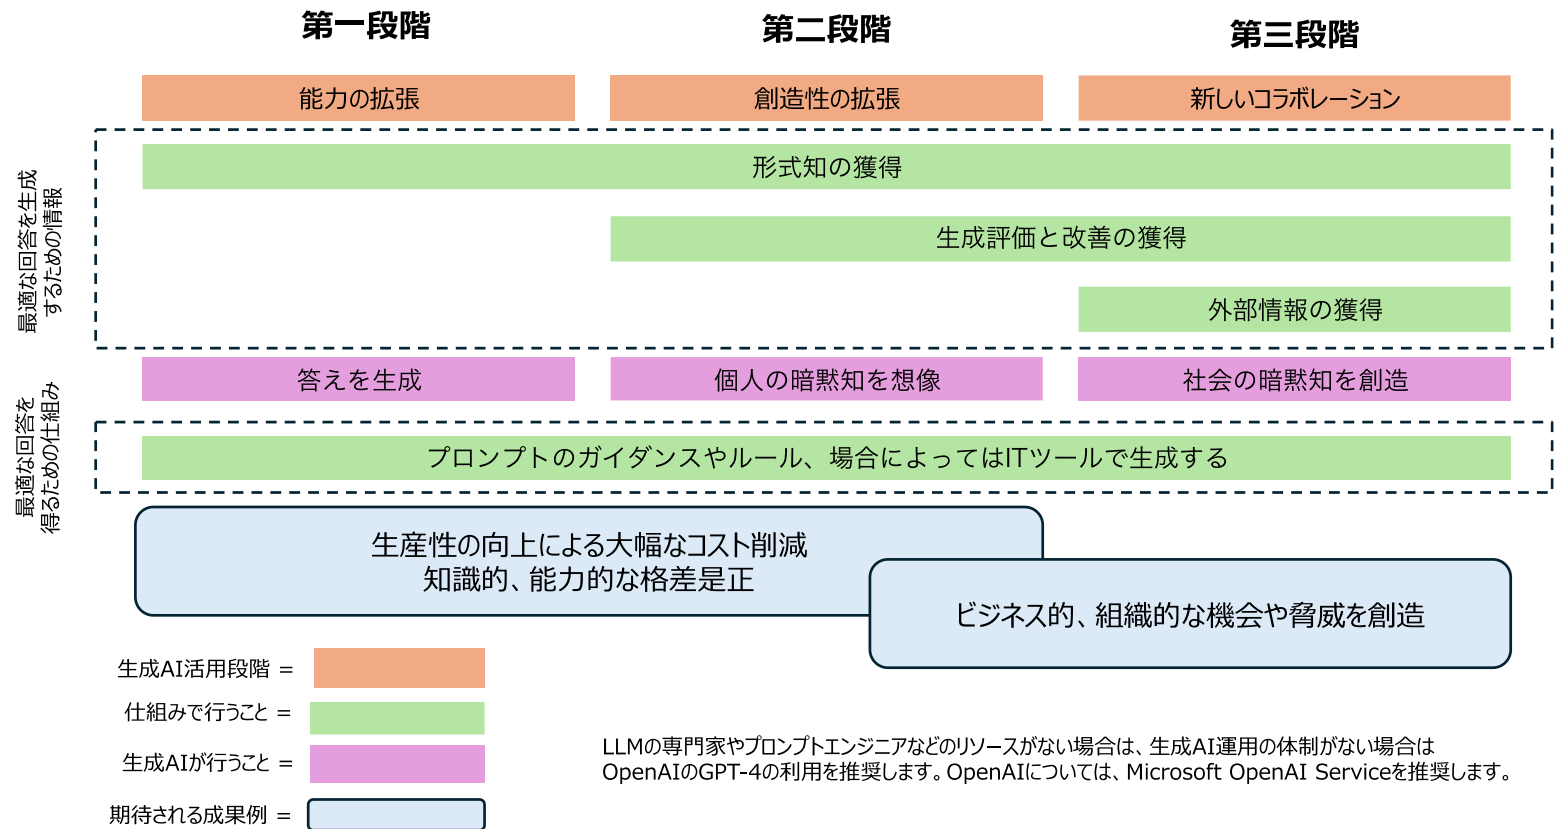 第一段階
第二段階
第三段階
能力の拡張
創造性の拡張
新しいコラボレーション
最適な回答を生成
するための情報
形式知の獲得
生成評価と改善の獲得
外部情報の獲得
答えを生成
個人の暗黙知を想像
社会の暗黙知を創造
最適な回答を
得るための仕組み
プロンプトのガイダンスやルール、場合によってはITツールで生成する
生産性の向上による大幅なコスト削減
知識的、能力的な格差是正
ビジネス的、組織的な機会や脅威を創造
生成AI活用段階 =
仕組みで行うこと =
生成AIが行うこと =
期待される成果例 =
LLMの専門家やプロンプトエンジニアなどのリソースがない場合は、生成AI運用の体制がない場合は
OpenAIのGPT-4の利用を推奨します。OpenAIについては、Microsoft OpenAI Serviceを推奨します。